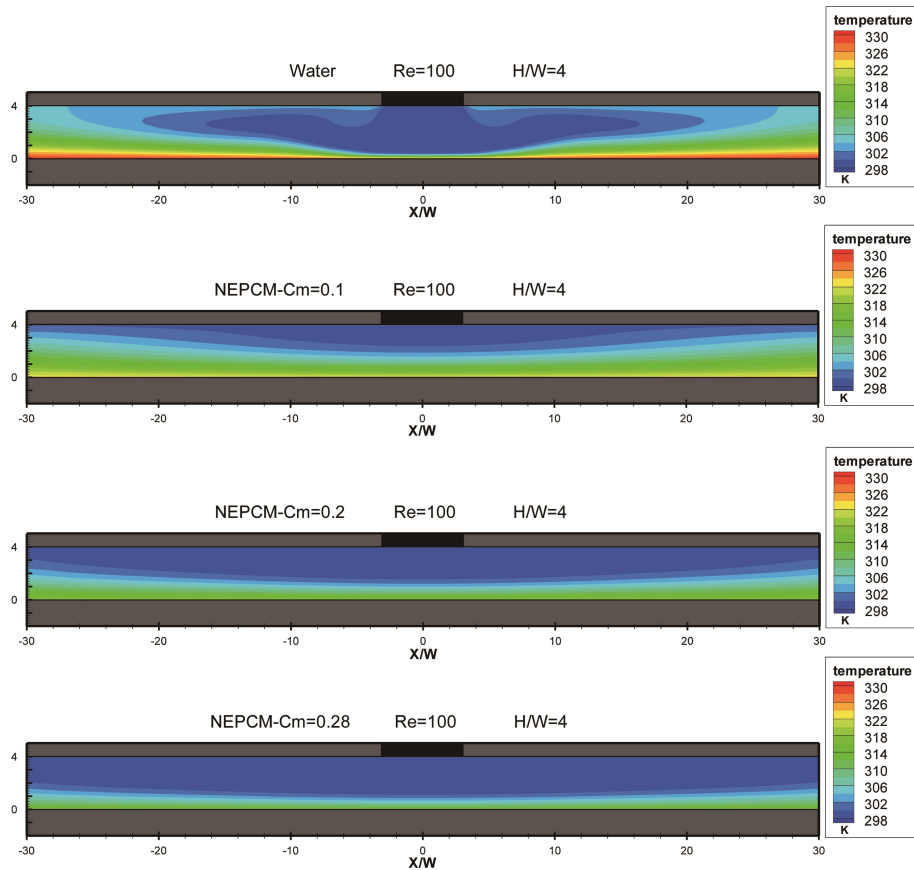 temperature
330
326
322
318
314
310
306
302
298
K
Water Re=100 H/W=4
4
0
-30 -20 -10 0 10 20 30
X/W
temperature
330
326
322
318
314
310
306
302
298
K
NEPCM-Cm=0.1 Re=100 H/W=4
4
0
-30 -20 -10 0 10 20 30
X/W
temperature
330
326
322
318
314
310
306
302
298
K
NEPCM-Cm=0.2 Re=100 H/W=4
4
0
-30 -20 -10 0 10 20 30
X/W
temperature
330
326
322
318
314
310
306
302
298
K
NEPCM-Cm=0.28 Re=100 H/W=4
4
0
-30 -20 -10 0 10 20 30
X/W